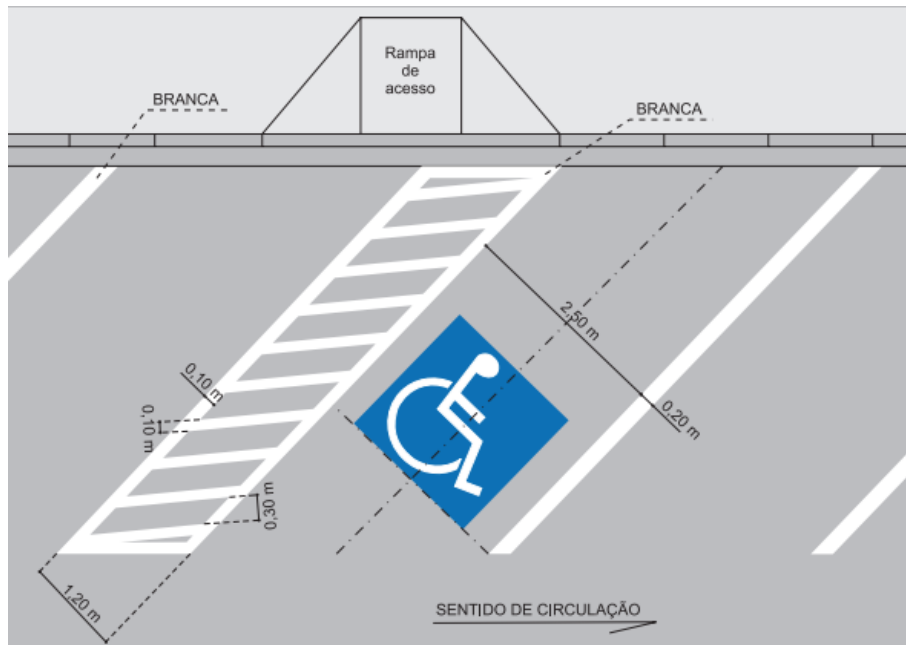 Rampa
de
acesso
BRANCA
BRANCA
2,50 m
0,10 m
0,20 m
0,10 m
0,30 m
1,20 m
SENTIDO DE CIRCULAÇÃO